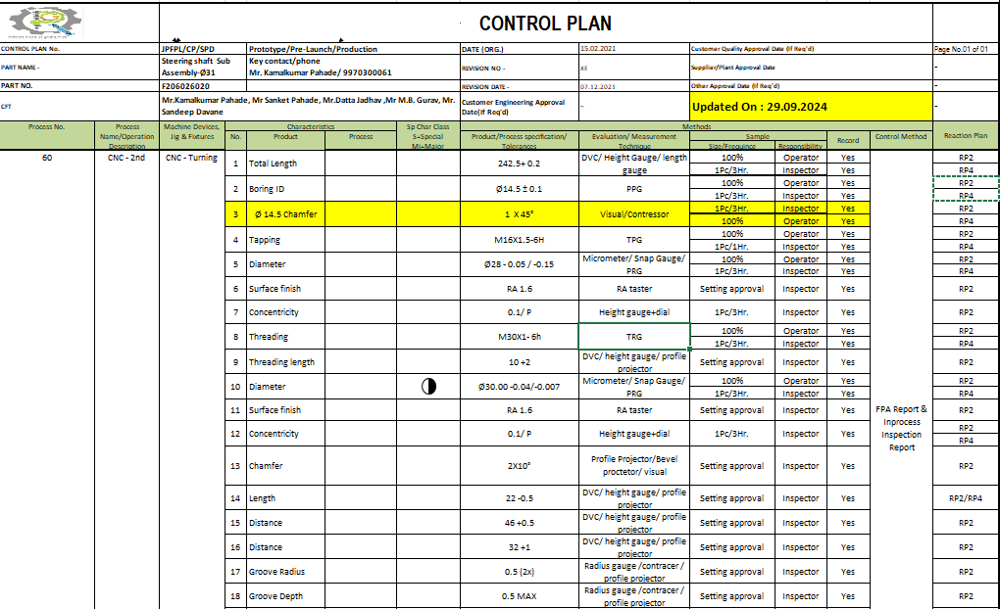 CONTROL PLAN
CONTROL PLAN No. JPFPL/CP/SPD Prototype/Pre-Launch/Production DATE (ORG.) 15.02.2021 Customer Quality Approval Date (If Req'd) Page No.01 of 01
PART NAME - Steering shaft Sub Assembly-Ø31 Key contact/phone Mr. Kamalkumar Pahade/ 9970300061 REVISION NO - XE Supplier/Plant Approval Date -
PART NO. F206026020 REVISION DATE - 07.12.2021 Other Approval Date (If Req'd) -
CFT Mr.Kamalkumar Pahade, Mr Sanket Pahade, Mr.Datta Jadhav ,Mr M.B. Gurav, Mr. Sandeep Davane Customer Engineering Approval Date(If Req'd) - Updated On : 29.09.2024 -
Process No. Process Name/Operation Description Machine Devices, Jig & Fixtures Characteristics Sp Char Class S=Special Mj=Major Methods Reaction Plan
No. Product Process Product/Process specification/ Tolerances Evaluation/ Measurement Technique Sample Record Control Method
Size/Frequince Responsibility
60 CNC - 2nd CNC - Turning
1 Total Length 242.5+ 0.2 DVC/ Height Gauge/ length gauge 100% Operator Yes RP2
1Pc/3Hr. Inspector Yes RP4
2 Boring ID Ø14.5 ± 0.1 PPG 100% Operator Yes RP2
1Pc/3Hr. Inspector Yes RP4
3 Ø 14.5 Chamfer 1 X 45° Visual/Contressor 1Pc/3Hr. Inspector Yes RP2
100% Operator Yes RP4
4 Tapping M16X1.5-6H TPG 100% Operator Yes RP2
1Pc/1Hr. Inspector Yes RP4
5 Diameter Ø28 - 0.05 / -0.15 Micrometer/ Snap Gauge/ PRG 100% Operator Yes RP2
1Pc/3Hr. Inspector Yes RP4
6 Surface finish RA 1.6 RA taster Setting approval Inspector Yes RP2
7 Concentricity 0.1/ P Height gauge+dial 1Pc/3Hr. Inspector Yes RP2
8 Threading M30X1- 6h TRG 100% Operator Yes RP2
1Pc/3Hr. Inspector Yes RP4
9 Threading length 10 +2 DVC/ height gauge/ profile projector Setting approval Inspector Yes RP2
10 Diameter Ø30.00 -0.04/-0.007 Micrometer/ Snap Gauge/ PRG 100% Operator Yes RP2
1Pc/3Hr. Inspector Yes RP4
11 Surface finish RA 1.6 RA taster Setting approval Inspector Yes FPA Report & Inprocess Inspection Report RP2
12 Concentricity 0.1/ P Height gauge+dial 1Pc/3Hr. Inspector Yes RP2
RP4
13 Chamfer 2X10° Profile Projector/Bevel proctetor/ visual Setting approval Inspector Yes RP2
14 Length 22 -0.5 DVC/ height gauge/ profile projector Setting approval Inspector Yes RP2/RP4
15 Distance 46 +0.5 DVC/ height gauge/ profile projector Setting approval Inspector Yes RP2
16 Distance 32 +1 DVC/ height gauge/ profile projector Setting approval Inspector Yes RP2
17 Groove Radius 0.5 (2x) Radius gauge /contracer / profile projector Setting approval Inspector Yes RP2
18 Groove Depth 0.5 MAX Radius gauge /contracer / profile projector Setting approval Inspector Yes RP2